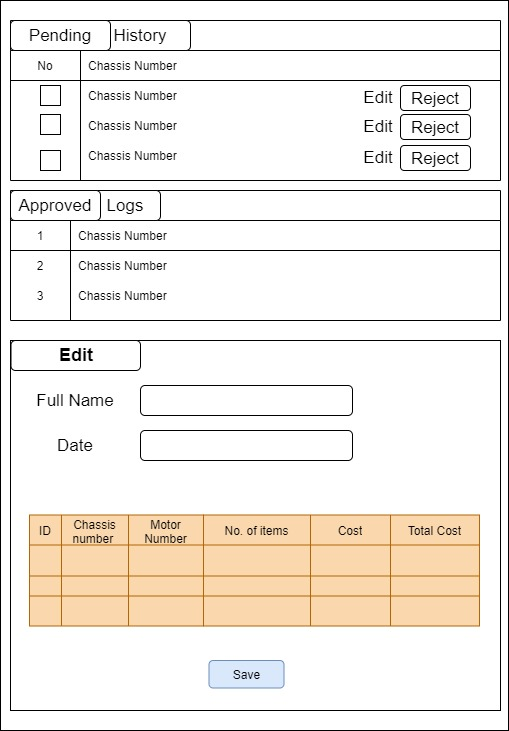 Pending History
No Chassis Number
Chassis Number Edit Reject
Chassis Number Edit Reject
Chassis Number Edit Reject
Approved Logs
1 Chassis Number
2 Chassis Number
3 Chassis Number
Edit
Full Name
Date
ID Chassis number Motor Number No. of items Cost Total Cost
Save